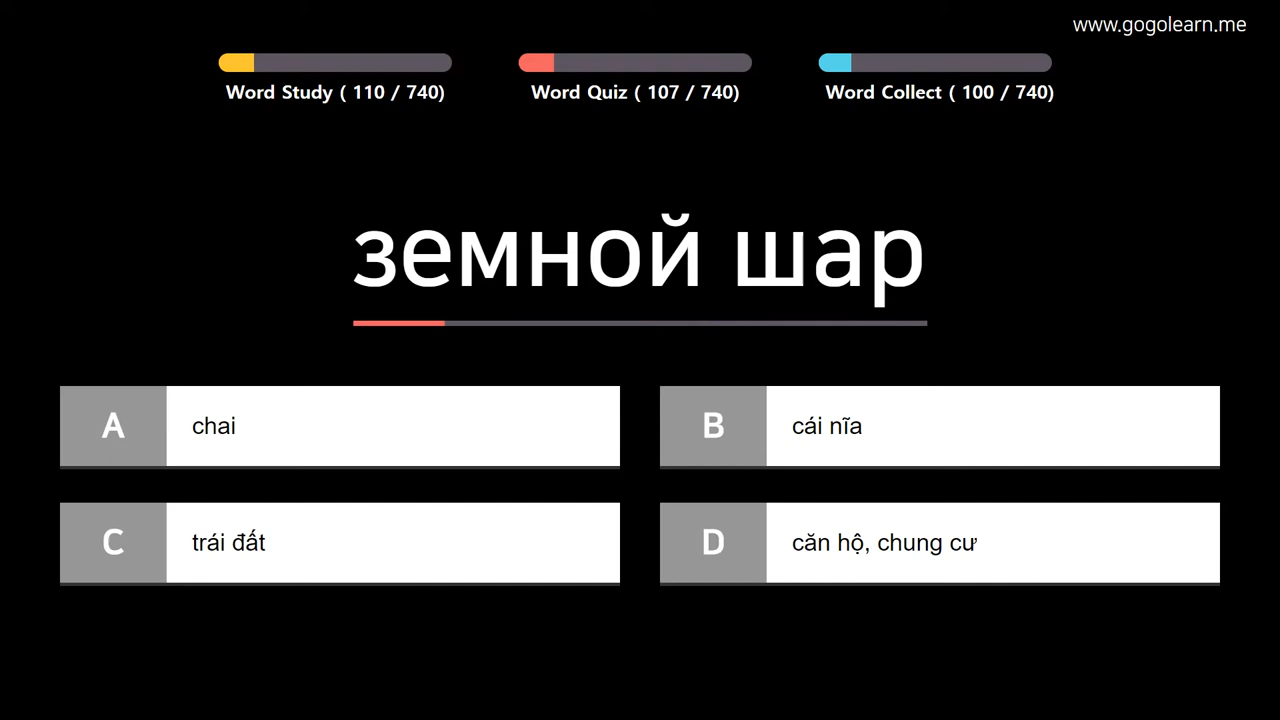 www.gogolearn.me
Word Study ( 110 / 740)
Word Quiz ( 107 / 740)
Word Collect ( 100 / 740)
земной шар
A
chai
B
cái nĩa
C
trái đất
D
căn hộ, chung cư